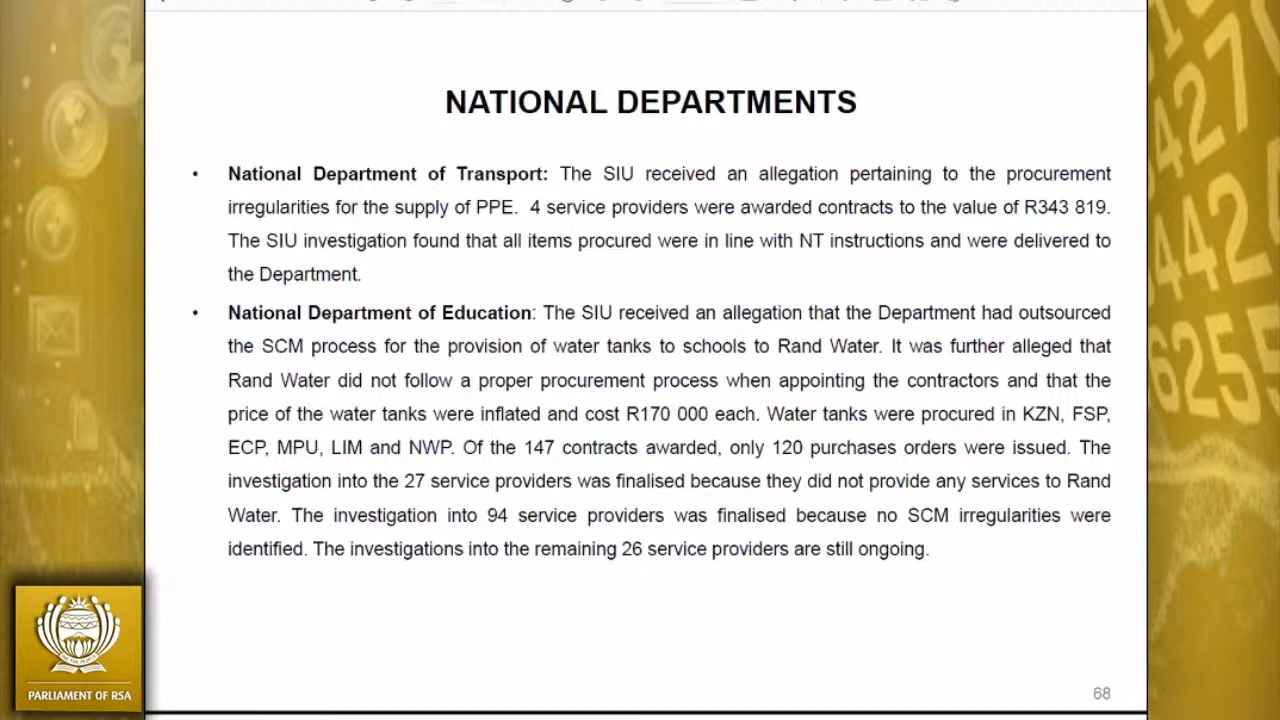 NATIONAL DEPARTMENTS
• National Department of Transport: The SIU received an allegation pertaining to the procurement
irregularities for the supply of PPE. 4 service providers were awarded contracts to the value of R343 819.
The SIU investigation found that all items procured were in line with NT instructions and were delivered to
the Department.
• National Department of Education: The SIU received an allegation that the Department had outsourced
the SCM process for the provision of water tanks to schools to Rand Water. It was further alleged that
Rand Water did not follow a proper procurement process when appointing the contractors and that the
price of the water tanks were inflated and cost R170 000 each. Water tanks were procured in KZN, FSP,
ECP, MPU, LIM and NWP. Of the 147 contracts awarded, only 120 purchases orders were issued. The
investigation into the 27 service providers was finalised because they did not provide any services to Rand
Water. The investigation into 94 service providers was finalised because no SCM irregularities were
identified. The investigations into the remaining 26 service providers are still ongoing.
PARLIAMENT OF RSA
68
427
442
6255